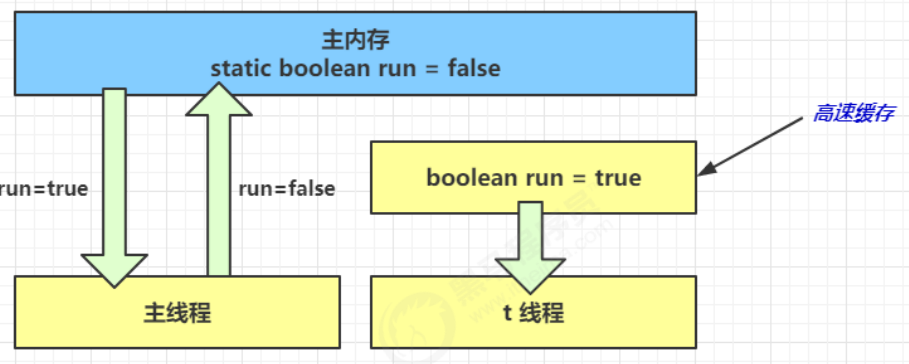 主内存
static boolean run = false
高速缓存
boolean run = true
run=true
run=false
主线程
t 线程